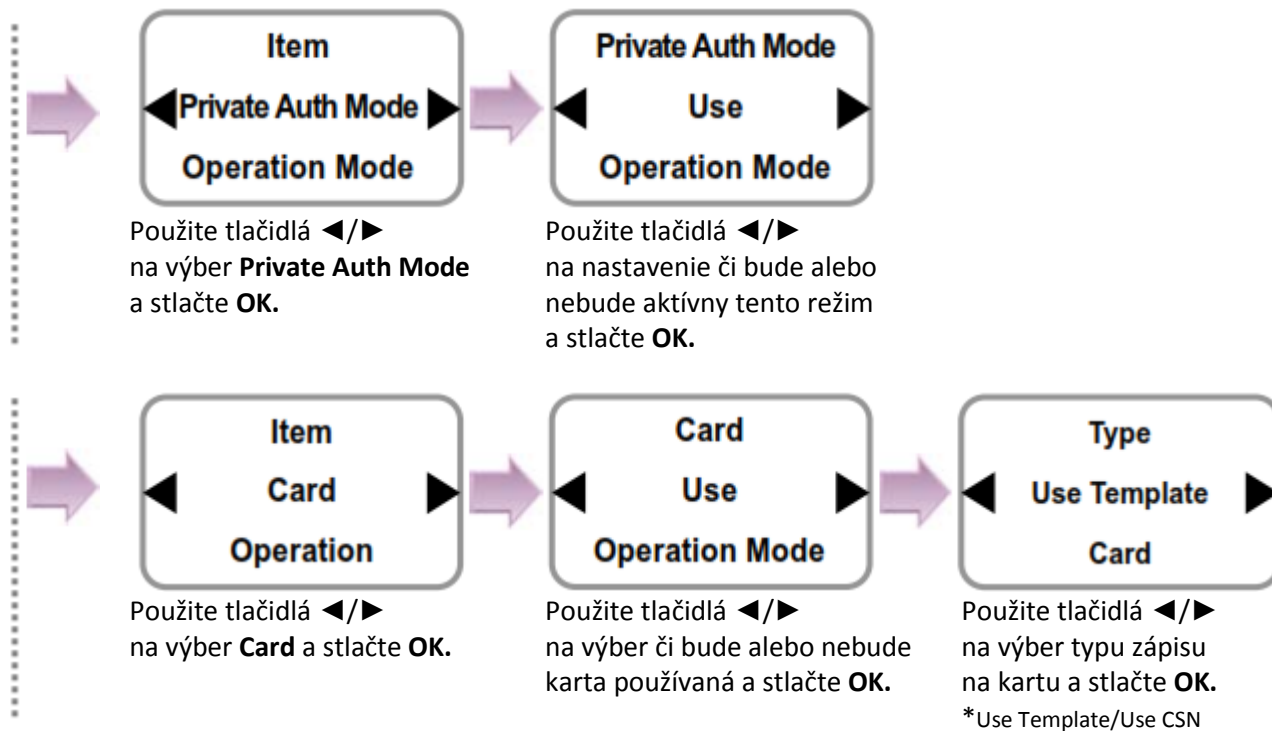 Item
◀Private Auth Mode▶
Operation Mode
Private Auth Mode
◀ Use ▶
Operation Mode
Použite tlačidlá ◄/►
na výber Private Auth Mode
a stlačte OK.
Použite tlačidlá ◄/►
na nastavenie či bude alebo
nebude aktívny tento režim
a stlačte OK.
Item
◀ Card ▶
Operation
Card
◀ Use ▶
Operation Mode
Type
◀ Use Template ▶
Card
Použite tlačidlá ◄/►
na výber Card a stlačte OK.
Použite tlačidlá ◄/►
na výber či bude alebo nebude
karta používaná a stlačte OK.
Použite tlačidlá ◄/►
na výber typu zápisu
na kartu a stlačte OK.
*Use Template/Use CSN